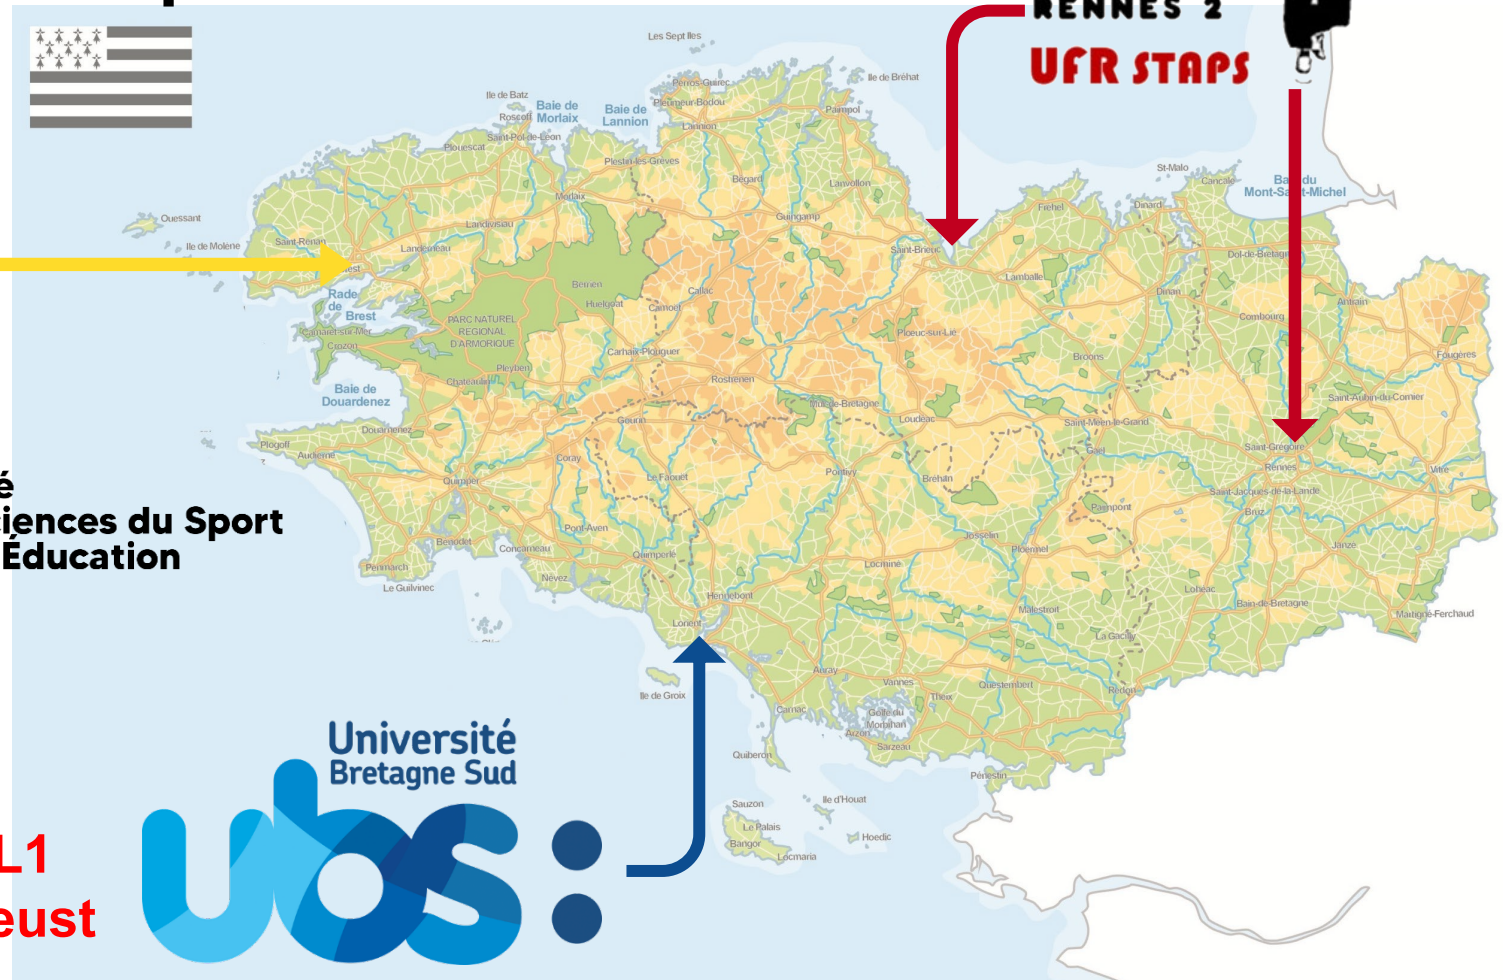 RENNES 2
UFR STAPS
Les Sept Iles
Perros-Guirec
Ile de Bréhat
Ile de Batz
Baie de
Morlaix
Baie de
Lannion
Pleumeur-Bodou
Paimpol
Roscoff
Lannion
Saint-Pol-de-Léon
Plouescat
Plestin-les-Grèves
St-Malo
Cancale
Mont-Saint-Michel
Bégard
Lanvollon
Morlaix
Fréhel
Dinard
Ouessant
Guingamp
Landivisiau
Ile de Molène
Saint-Renan
Landerneau
Saint-Brieuc
Dol-de-Bretagne
Lamballe
Rade
de
Brest
Berrien
Huelgoat
Callac
Dinan
Antrain
Combourg
PARC NATUREL
REGIONAL
D'ARMORIQUE
Camaret-sur-Mer
Crozon
Ploeuc-sur-Lié
Carhaix-Plouguer
Broons
Fougères
Pleyben
Chateaulin
Rostrenen
Baie de
Douardenez
Mur-de-Bretagne
Saint-Aubin-du-Cormier
Gourin
Loudéac
Saint-Méen-le-Grand
Douarnenez
Plogoff
Audierne
Coray
Gaël
Saint-Grégoire
Rennes
Vitré
Pontivy
Le Faouët
Quimper
Bréhan
Saint-Jacques-de-la-Lande
Paimpont
Bruz
é
iences du Sport
Éducation
Pont-Aven
Josselin
Ploermel
Janzé
Bénodet
Concarneau
Quimperlé
Penmarch
Locminé
Le Guilvinec
Névez
Hennebont
Lohéac
Bain-de-Bretagne
Malestroit
Martigné-Ferchaud
Lorient
La Gacilly
Auray
Vannes
Questembert
Redon
Ile de Groix
Theix
Carnac
Golfe du
Morbihan
Arzon
Sarzeau
Université
Bretagne Sud
Quiberon
Pénestin
Sauzon
Ile d'Houat
Le Palais
Bangor
Hoedic
Locmaria
ubs:
L1
eust